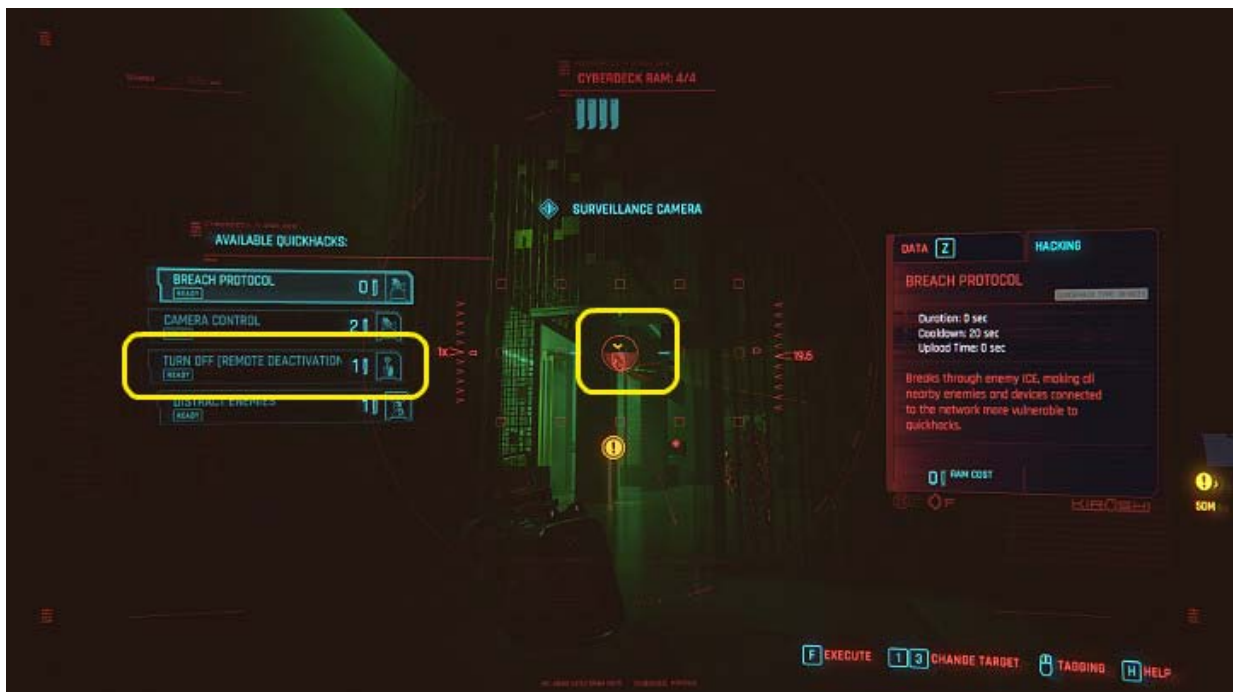 CYBERDECK RAM: 4/4
SURVEILLANCE CAMERA
AVAILABLE QUICKHACKS:
BREACH PROTOCOL 0
READY
CAMERA CONTROL 2
TURN OFF [REMOTE DEACTIVATION 1
READY
DISTRACT ENEMIES 1
READY
1x
19.6
DATA Z HACKING
BREACH PROTOCOL
Duration: 0 sec
Cooldown: 20 sec
Upload Time: 0 sec
Breaks through enemy ICE, making all
nearby enemies and devices connected
to the network more vulnerable to
quickhacks.
0 RAM COST
KIROSHI
50M
F EXECUTE 1 3 CHANGE TARGET TAGGING H HELP